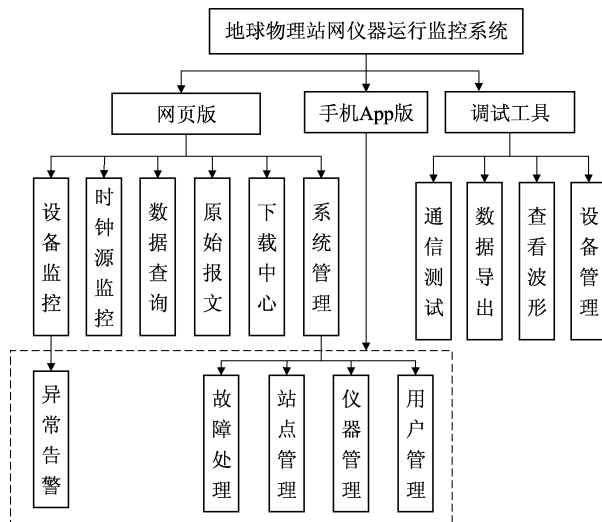 地球物理站网仪器运行监控系统
网页版
手机App版
调试工具
设备监控
时钟源监控
数据查询
原始报文
下载中心
系统管理
通信测试
数据导出
查看波形
设备管理
异常告警
故障处理
站点管理
仪器管理
用户管理